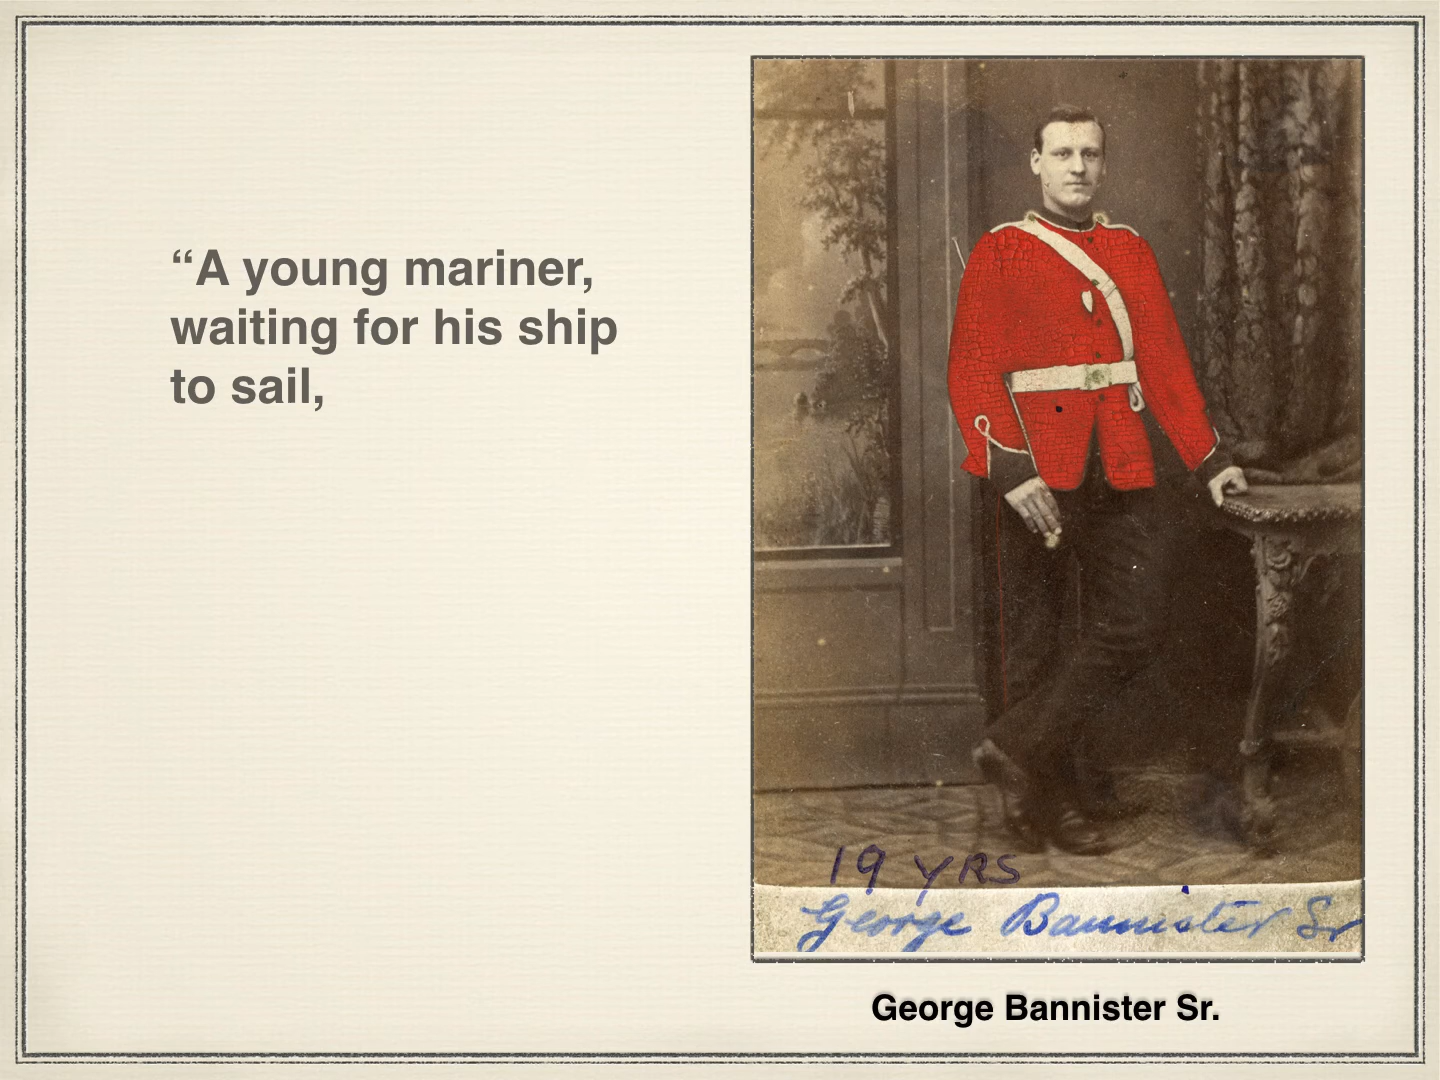 “A young mariner,
waiting for his ship
to sail,
19 YRS
George Bannister Sr
George Bannister Sr.